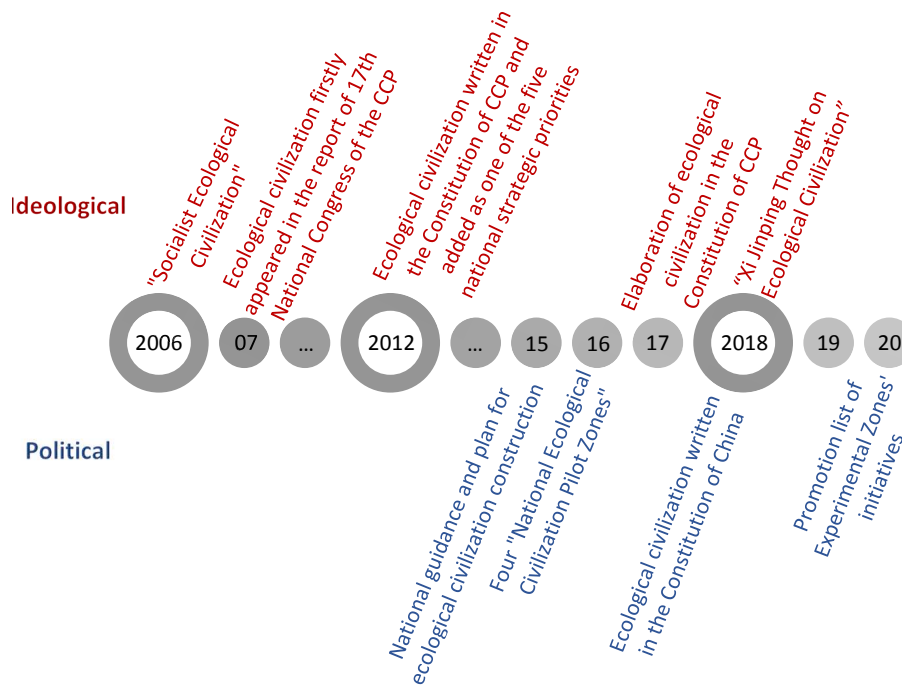 Ideological
"Socialist Ecological
Civilization"
Ecological civilization firstly
appeared in the report of 17th
National Congress of the CCP
Ecological civilization written in
the Constitution of CCP and
added as one of the five
national strategic priorities
Elaboration of ecological
civilization in the
Constitution of CCP
“Xi Jinping Thought on
Ecological Civilization”
2006
07
...
2012
...
15
16
17
2018
19
20
Political
National guidance and plan for
ecological civilization construction
Four "National Ecological
Civilization Pilot Zones"
Ecological civilization written
in the Constitution of China
Promotion list of
Experimental Zones'
initiatives